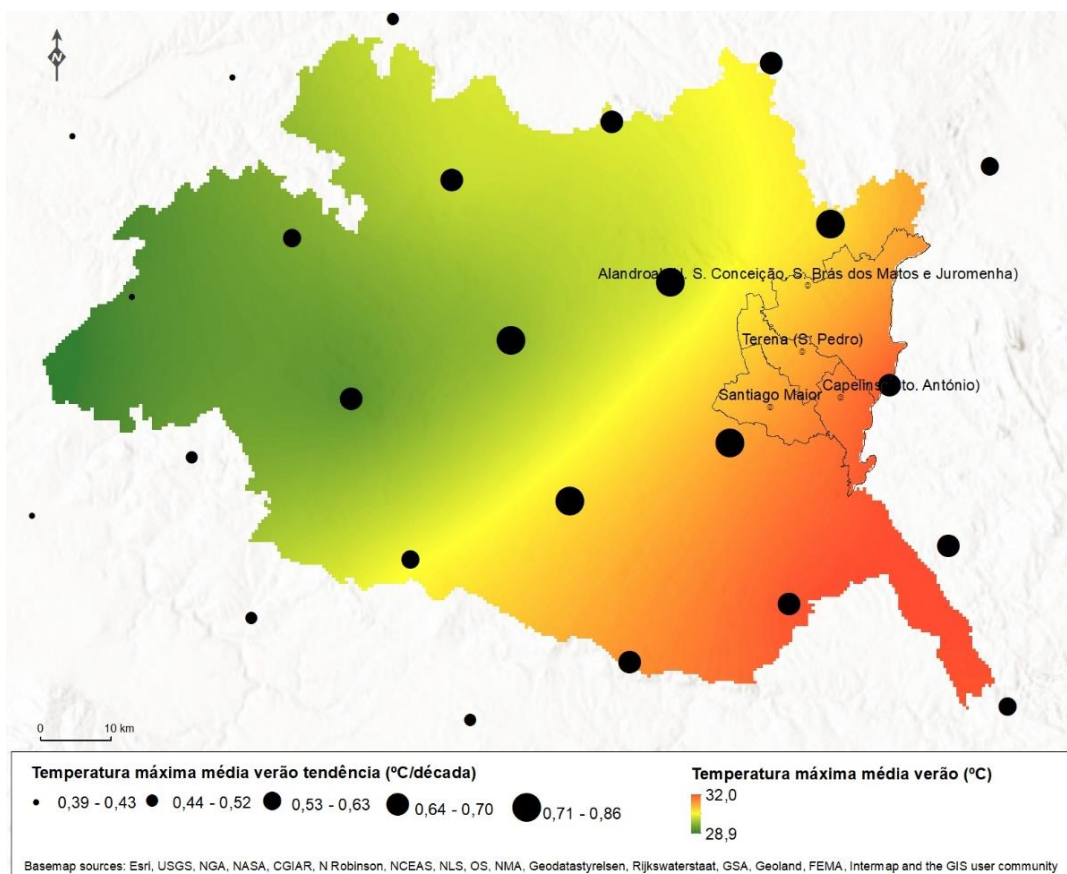 N
Alandroal (N. S. Conceição, S. Brás dos Matos e Juromenha)
Terena (S. Pedro)
Capelins (Sto. António)
Santiago Maior
0 10 km
Temperatura máxima média verão tendência (ºC/década)
0,39 - 0,43 0,44 - 0,52 0,53 - 0,63 0,64 - 0,70 0,71 - 0,86
Temperatura máxima média verão (ºC)
32,0
28,9
Basemap sources: Esri, USGS, NGA, NASA, CGIAR, N Robinson, NCEAS, NLS, OS, NMA, Geodatastyrelsen, Rijkswaterstaat, GSA, Geoland, FEMA, Intermap and the GIS user community